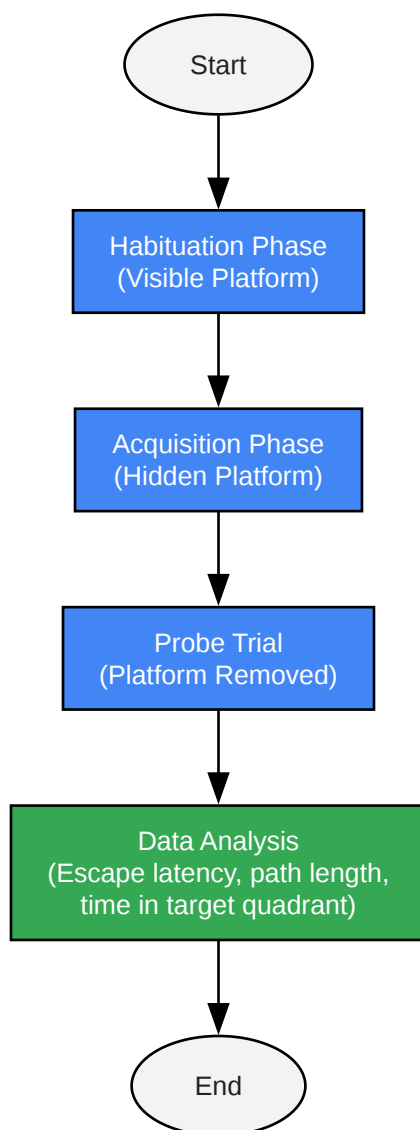 Start
Habituation Phase
(Visible Platform)
Acquisition Phase
(Hidden Platform)
Probe Trial
(Platform Removed)
Data Analysis
(Escape latency, path length,
time in target quadrant)
End